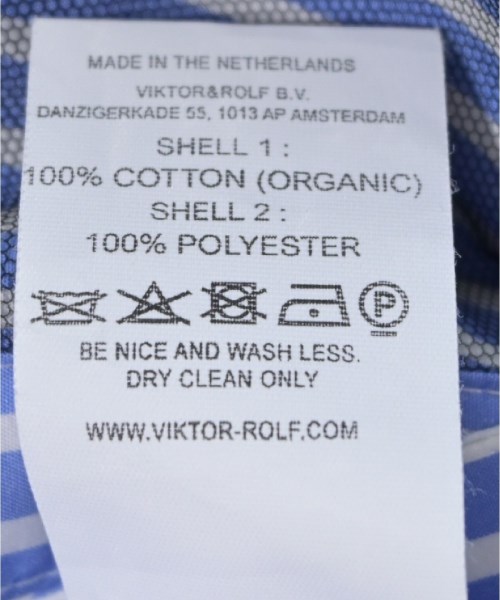 MADE IN THE NETHERLANDS
VIKTOR&ROLF B.V.
DANZIGERKADE 55, 1013 AP AMSTERDAM
SHELL 1 :
100% COTTON (ORGANIC)
SHELL 2 :
100% POLYESTER
P
BE NICE AND WASH LESS.
DRY CLEAN ONLY
WWW.VIKTOR-ROLF.COM